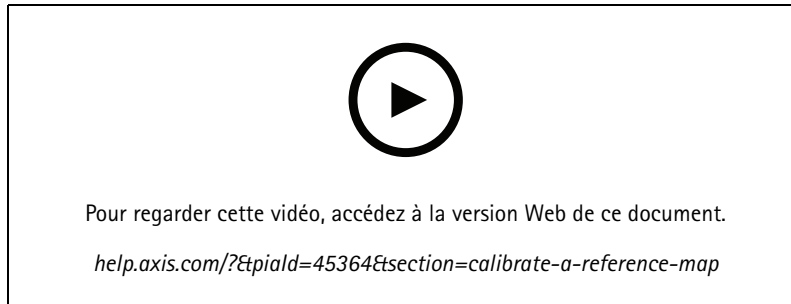 Pour regarder cette vidéo, accédez à la version Web de ce document.
help.axis.com/?&piaId=45364&section=calibrate-a-reference-map